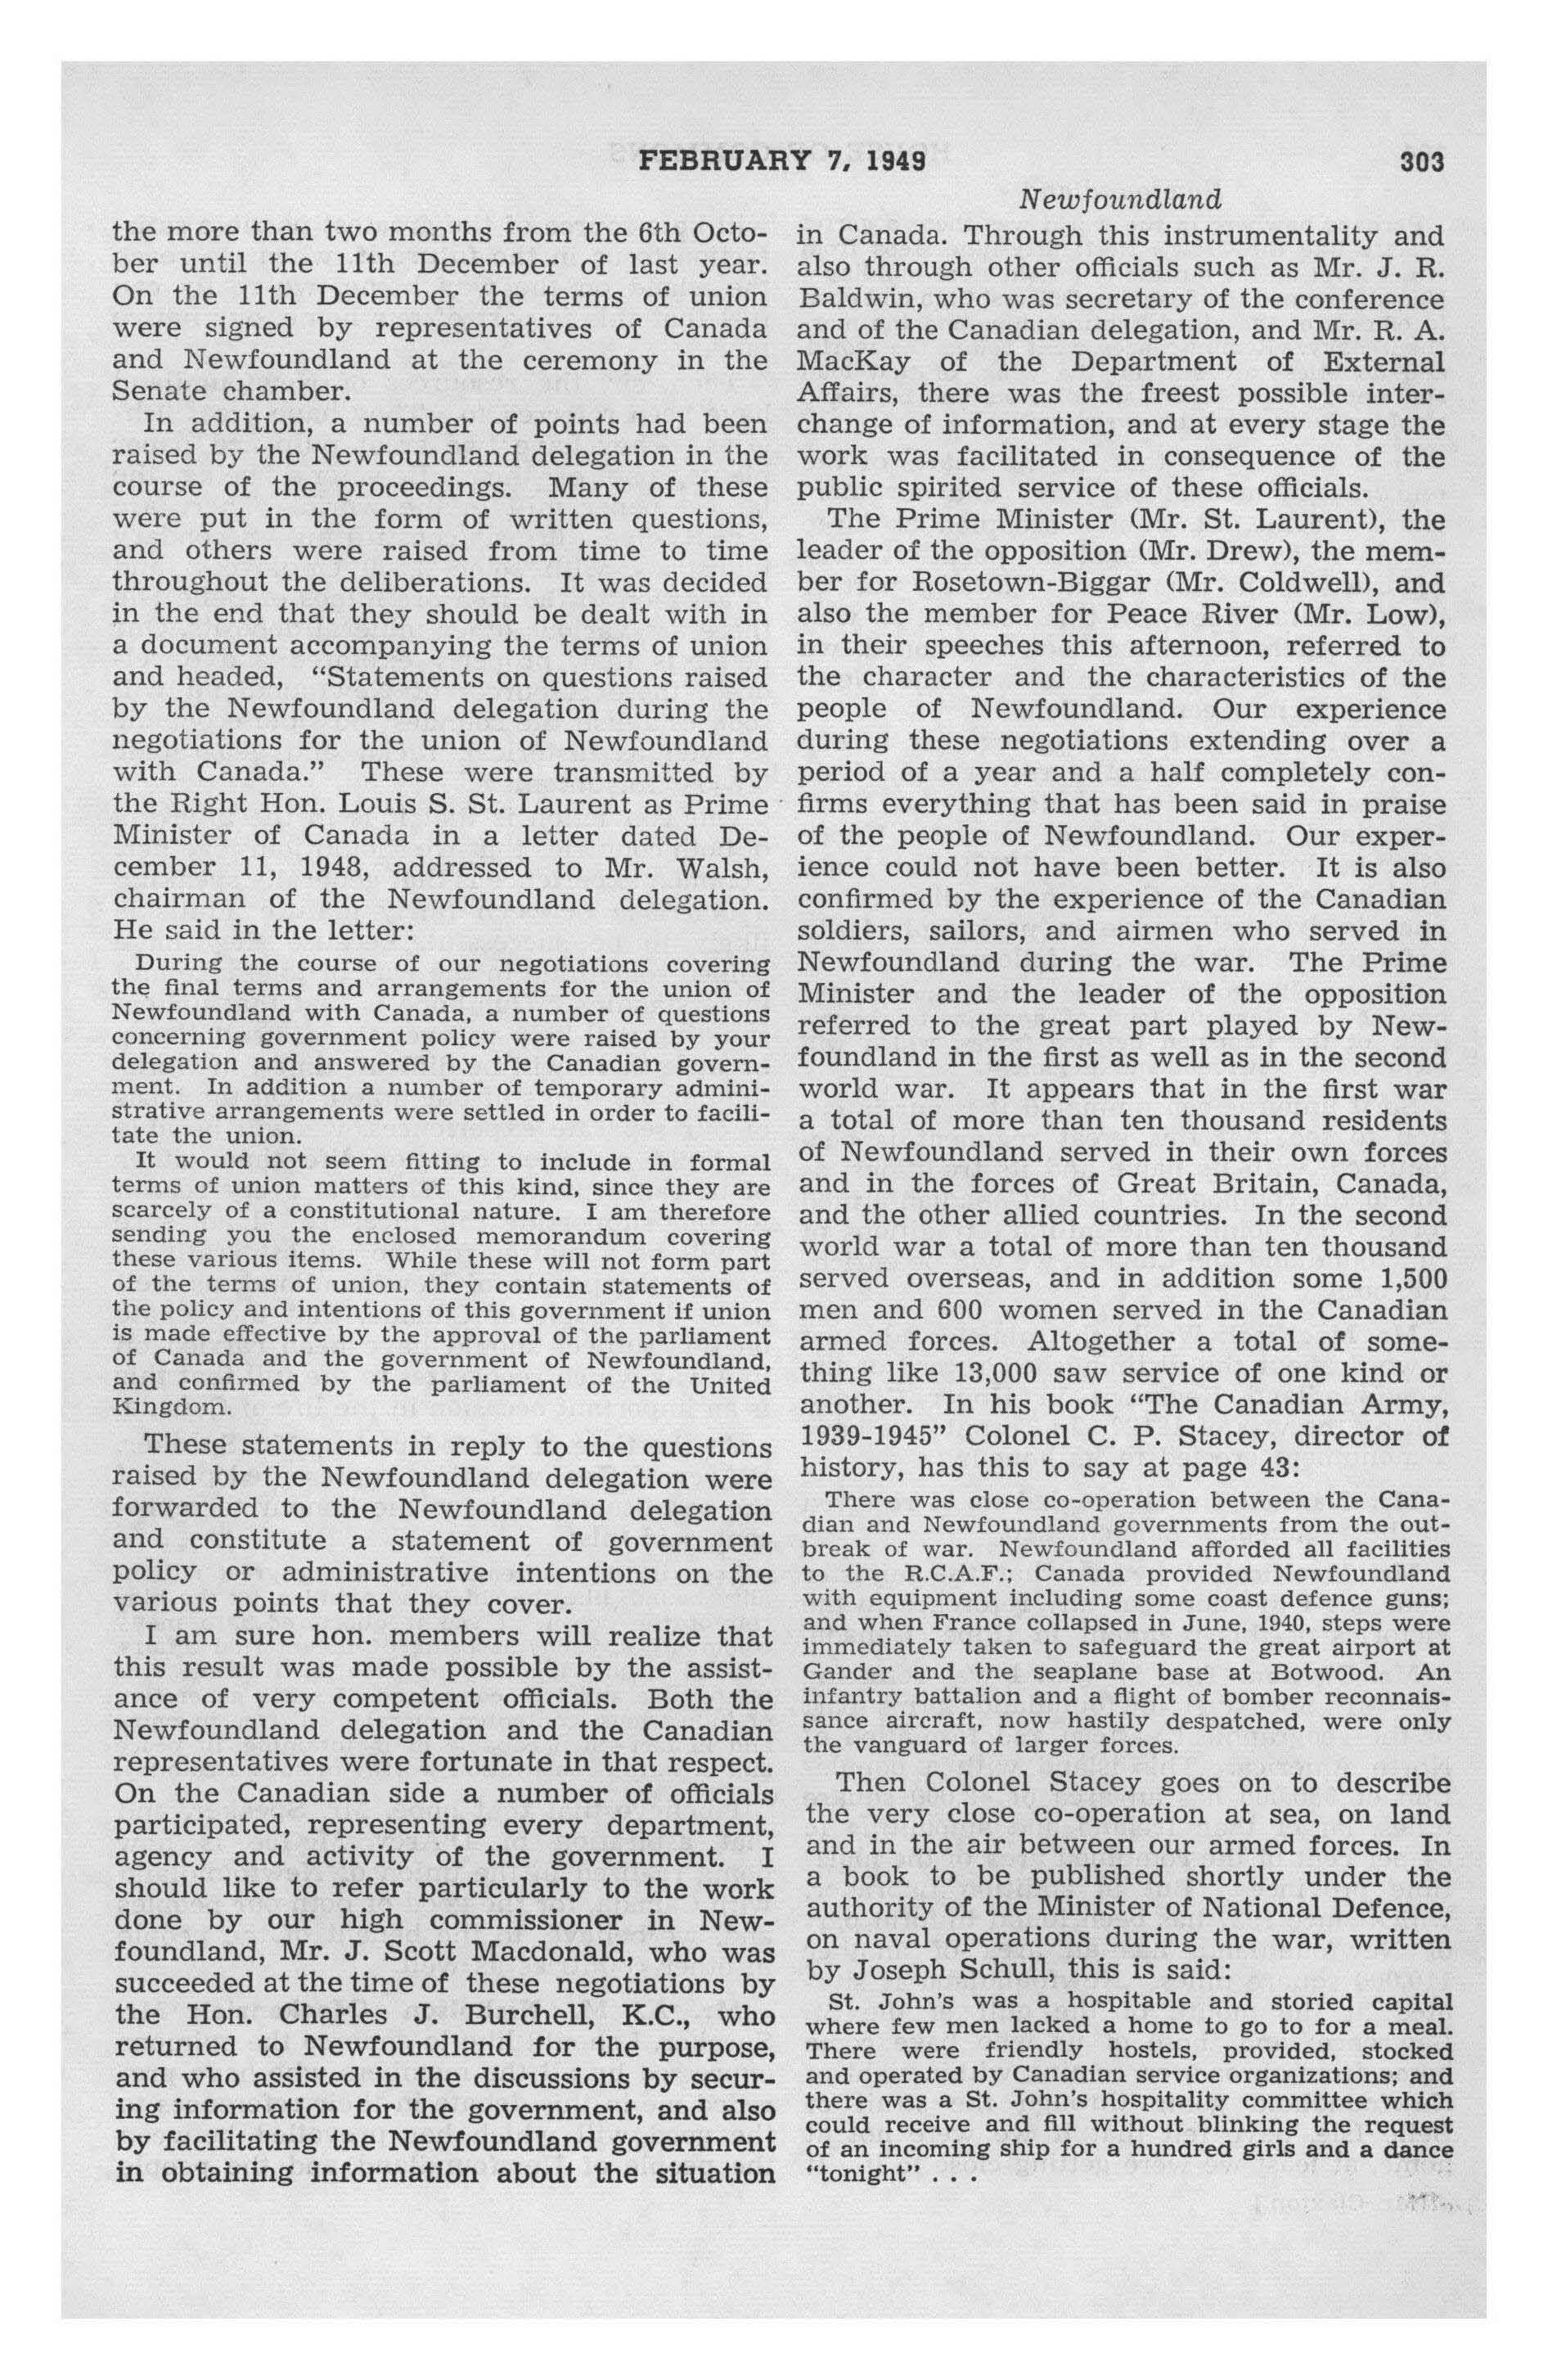 FEBRUARY 7, 1949
303
Newfoundland
the more than two months from the 6th Octo-
ber until the 11th December of last year.
On the 11th December the terms of union
were signed by representatives of Canada
and Newfoundland at the ceremony in the
Senate chamber.
In addition, a number of points had been
raised by the Newfoundland delegation in the
course of the proceedings. Many of these
were put in the form of written questions,
and others were raised from time to time
throughout the deliberations. It was decided
in the end that they should be dealt with in
a document accompanying the terms of union
and headed, “Statements on questions raised
by the Newfoundland delegation during the
negotiations for the union of Newfoundland
with Canada.” These were transmitted by
the Right Hon. Louis S. St. Laurent as Prime
Minister of Canada in a letter dated De-
cember 11, 1948, addressed to Mr. Walsh,
chairman of the Newfoundland delegation.
He said in the letter:
During the course of our negotiations covering
the final terms and arrangements for the union of
Newfoundland with Canada, a number of questions
concerning government policy were raised by your
delegation and answered by the Canadian govern-
ment. In addition a number of temporary admini-
strative arrangements were settled in order to facili-
tate the union.
It would not seem fitting to include in formal
terms of union matters of this kind, since they are
scarcely of a constitutional nature. I am therefore
sending you the enclosed memorandum covering
these various items. While these will not form part
of the terms of union, they contain statements of
the policy and intentions of this government if union
is made effective by the approval of the parliament
of Canada and the government of Newfoundland,
and confirmed by the parliament of the United
Kingdom.
These statements in reply to the questions
raised by the Newfoundland delegation were
forwarded to the Newfoundland delegation
and constitute a statement of government
policy or administrative intentions on the
various points that they cover.
I am sure hon. members will realize that
this result was made possible by the assist-
ance of very competent officials. Both the
Newfoundland delegation and the Canadian
representatives were fortunate in that respect.
On the Canadian side a number of officials
participated, representing every department,
agency and activity of the government. I
should like to refer particularly to the work
done by our high commissioner in New-
foundland, Mr. J. Scott Macdonald, who was
succeeded at the time of these negotiations by
the Hon. Charles J. Burchell, K.C., who
returned to Newfoundland for the purpose,
and who assisted in the discussions by secur-
ing information for the government, and also
by facilitating the Newfoundland government
in obtaining information about the situation
in Canada. Through this instrumentality and
also through other officials such as Mr. J. R.
Baldwin, who was secretary of the conference
and of the Canadian delegation, and Mr. R. A.
MacKay of the Department of External
Affairs, there was the freest possible inter-
change of information, and at every stage the
work was facilitated in consequence of the
public spirited service of these officials.
The Prime Minister (Mr. St. Laurent), the
leader of the opposition (Mr. Drew), the mem-
ber for Rosetown-Biggar (Mr. Coldwell), and
also the member for Peace River (Mr. Low),
in their speeches this afternoon, referred to
the character and the characteristics of the
people of Newfoundland. Our experience
during these negotiations extending over a
period of a year and a half completely con-
firms everything that has been said in praise
of the people of Newfoundland. Our exper-
ience could not have been better. It is also
confirmed by the experience of the Canadian
soldiers, sailors, and airmen who served in
Newfoundland during the war. The Prime
Minister and the leader of the opposition
referred to the great part played by New-
foundland in the first as well as in the second
world war. It appears that in the first war
a total of more than ten thousand residents
of Newfoundland served in their own forces
and in the forces of Great Britain, Canada,
and the other allied countries. In the second
world war a total of more than ten thousand
served overseas, and in addition some 1,500
men and 600 women served in the Canadian
armed forces. Altogether a total of some-
thing like 13,000 saw service of one kind or
another. In his book “The Canadian Army,
1939-1945” Colonel C. P. Stacey, director of
history, has this to say at page 43:
There was close co-operation between the Cana-
dian and Newfoundland governments from the out-
break of war. Newfoundland afforded all facilities
to the R.C.A.F.; Canada provided Newfoundland
with equipment including some coast defence guns;
and when France collapsed in June, 1940, steps were
immediately taken to safeguard the great airport at
Gander and the seaplane base at Botwood. An
infantry battalion and a flight of bomber reconnais-
sance aircraft, now hastily despatched, were only
the vanguard of larger forces.
Then Colonel Stacey goes on to describe
the very close co-operation at sea, on land
and in the air between our armed forces. In
a book to be published shortly under the
authority of the Minister of National Defence,
on naval operations during the war, written
by Joseph Schull, this is said:
St. John's was a hospitable and storied capital
where few men lacked a home to go to for a meal.
There were friendly hostels, provided, stocked
and operated by Canadian service organizations; and
there was a St. John's hospitality committee which
could receive and fill without blinking the request
of an incoming ship for a hundred girls and a dance
“tonight” . . .